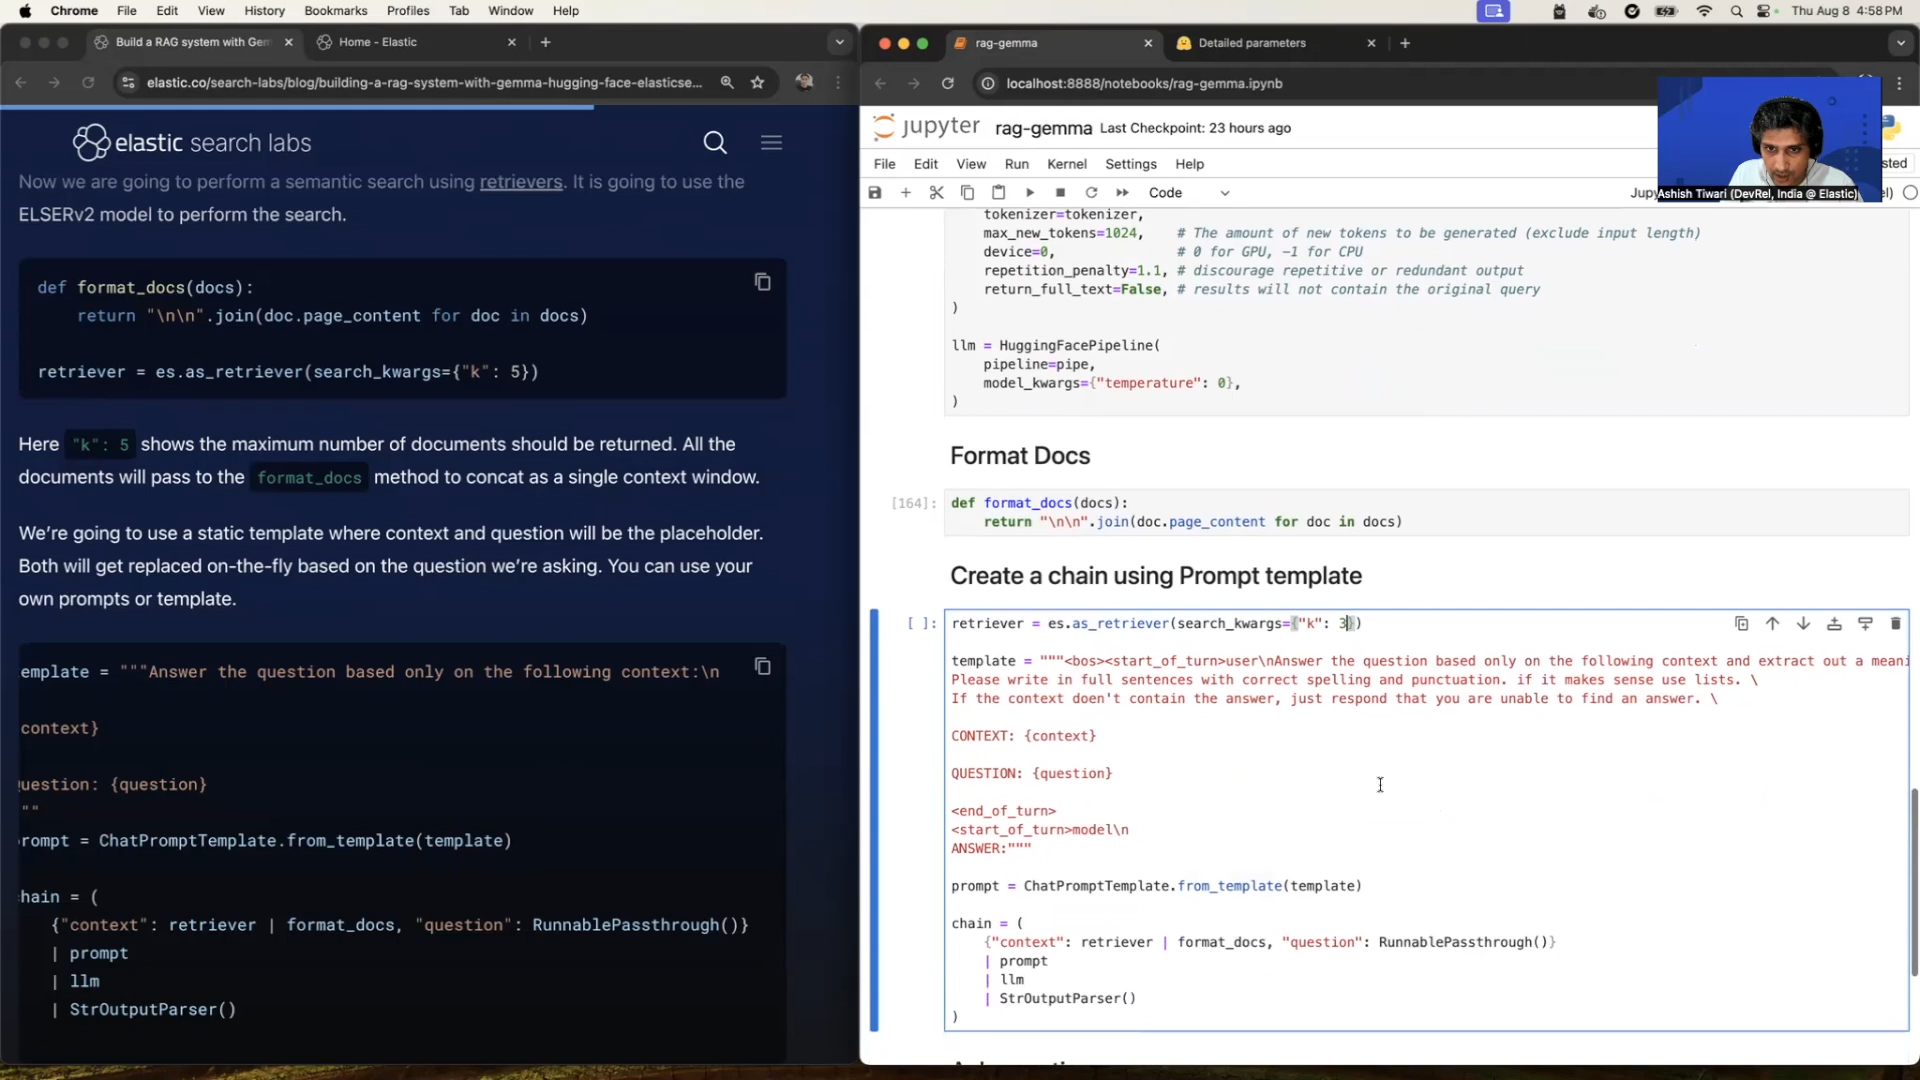 Chrome File Edit View History Bookmarks Profiles Tab Window Help Thu Aug 8 4:58 PM
Build a RAG system with Gem
Home - Elastic
elastic.co/search-labs/blog/building-a-rag-system-with-gemma-hugging-face-elasticse...
elastic search labs
Now we are going to perform a semantic search using retrievers. It is going to use the
ELSERv2 model to perform the search.
def format_docs(docs):
    return "\n\n".join(doc.page_content for doc in docs)
retriever = es.as_retriever(search_kwargs={"k": 5})
Here "k": 5 shows the maximum number of documents should be returned. All the
documents will pass to the format_docs method to concat as a single context window.
We're going to use a static template where context and question will be the placeholder.
Both will get replaced on-the-fly based on the question we're asking. You can use your
own prompts or template.
emplate = """Answer the question based only on the following context:\n
context}
uestion: {question}
""
rompt = ChatPromptTemplate.from_template(template)
hain = (
    {"context": retriever | format_docs, "question": RunnablePassthrough()}
    | prompt
    | llm
    | StrOutputParser()
rag-gemma
Detailed parameters
localhost:8888/notebooks/rag-gemma.ipynb
jupyter rag-gemma Last Checkpoint: 23 hours ago
Ashish Tiwari (DevRel, India @ Elastic)
File Edit View Run Kernel Settings Help
sted
Code
Jupy
el)
    tokenizer=tokenizer,
    max_new_tokens=1024, # The amount of new tokens to be generated (exclude input length)
    device=0, # 0 for GPU, -1 for CPU
    repetition_penalty=1.1, # discourage repetitive or redundant output
    return_full_text=False, # results will not contain the original query
)
llm = HuggingFacePipeline(
    pipeline=pipe,
    model_kwargs={"temperature": 0},
)
Format Docs
[164]: def format_docs(docs):
    return "\n\n".join(doc.page_content for doc in docs)
Create a chain using Prompt template
[ ]: retriever = es.as_retriever(search_kwargs={"k": 3})
template = """<bos><start_of_turn>user\nAnswer the question based only on the following context and extract out a meani
Please write in full sentences with correct spelling and punctuation. if it makes sense use lists. \
If the context doen't contain the answer, just respond that you are unable to find an answer. \
CONTEXT: {context}
QUESTION: {question}
<end_of_turn>
<start_of_turn>model\n
ANSWER:"""
prompt = ChatPromptTemplate.from_template(template)
chain = (
    {"context": retriever | format_docs, "question": RunnablePassthrough()}
    | prompt
    | llm
    | StrOutputParser()
)